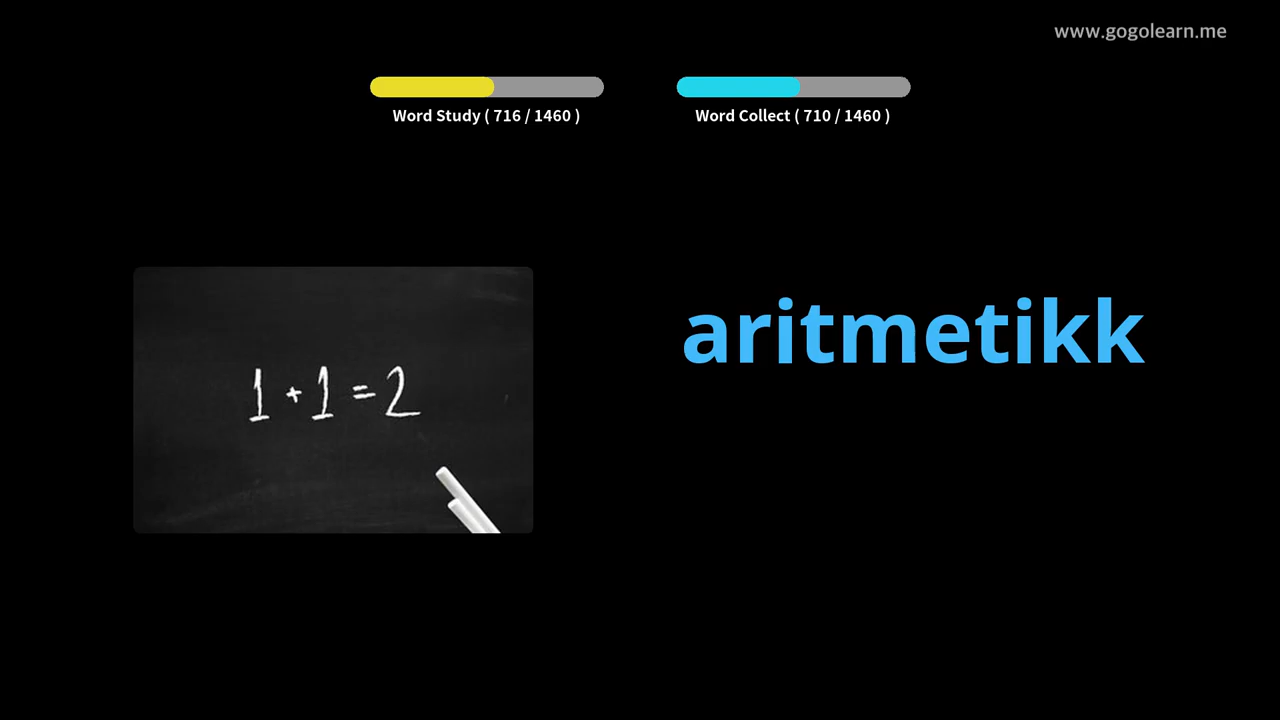 www.gogolearn.me
Word Study ( 716 / 1460 )
Word Collect ( 710 / 1460 )
1 + 1 = 2
aritmetikk